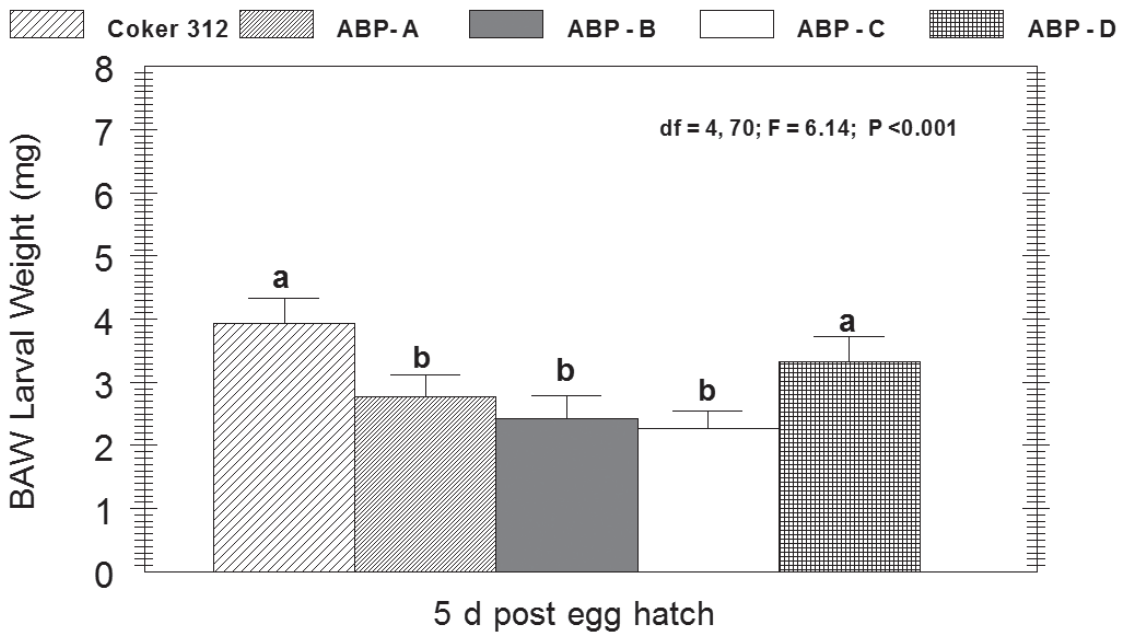 Coker 312 ABP- A ABP - B ABP - C ABP - D
8
7
6
5
4
3
2
1
0
BAW Larval Weight (mg)
df = 4, 70; F = 6.14; P <0.001
a
b
b
b
a
5 d post egg hatch